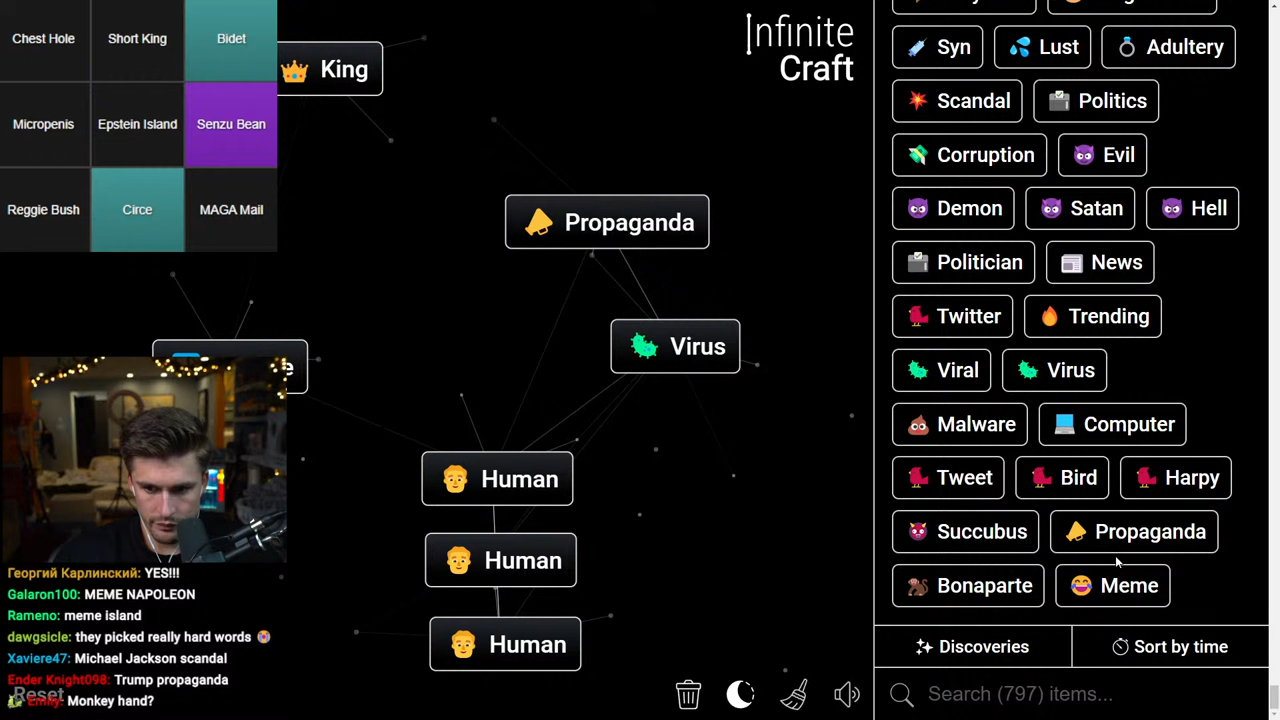 Chest Hole
Short King
Bidet
Micropenis
Epstein Island
Senzu Bean
Reggie Bush
Circe
MAGA Mail
King
Infinite
Craft
Propaganda
Virus
e
Human
Human
Human
Syn
Lust
Adultery
Scandal
Politics
Corruption
Evil
Demon
Satan
Hell
Politician
News
Twitter
Trending
Viral
Virus
Malware
Computer
Tweet
Bird
Harpy
Succubus
Propaganda
Bonaparte
Meme
Discoveries
Sort by time
Search (797) items...
Георгий Карлинский: YES!!!
Galaron100: MEME NAPOLEON
Rameno: meme island
dawgsicle: they picked really hard words
Xaviere47: Michael Jackson scandal
Ender Knight098: Trump propaganda
Emily: Monkey hand?
Reset